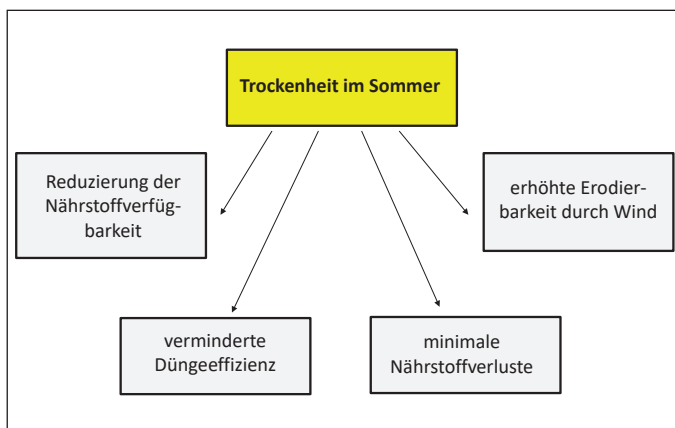 Trockenheit im Sommer
Reduzierung der
Nährstoffverfüg-
barkeit
erhöhte Erodier-
barkeit durch Wind
verminderte
Düngeeffizienz
minimale
Nährstoffverluste